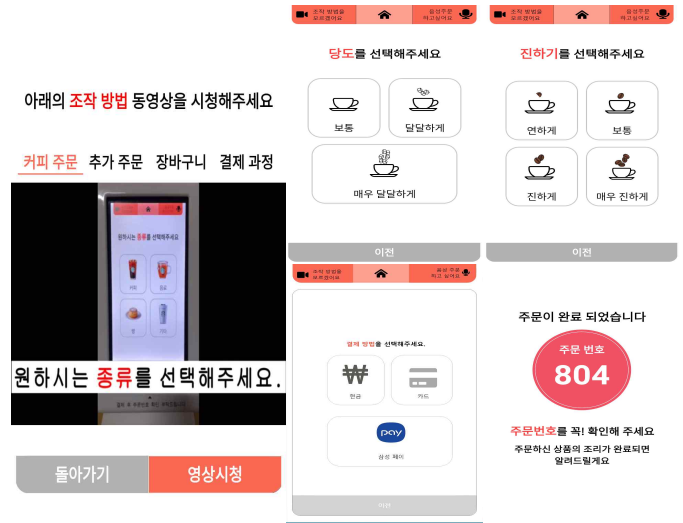 아래의 조작 방법 동영상을 시청해주세요
커피 주문 추가 주문 장바구니 결제 과정
원하시는 종류를 선택해주세요
원하시는 종류를 선택해주세요.
돌아가기
영상시청
조작 방법을
모르겠어요
음성주문
하고싶어요
당도를 선택해주세요
보통
달달하게
매우 달달하게
이전
조작 방법을
모르겠어요
음성주문
하고싶어요
진하기를 선택해주세요
연하게
보통
진하게
매우 진하게
이전
조작 방법을
모르겠어요
음성 주문
하고 싶어요
결제 방법을 선택해주세요.
현금
카드
pay
삼성 페이
이전
주문이 완료 되었습니다
주문 번호
804
주문번호를 꼭! 확인해 주세요
주문하신 상품의 조리가 완료되면
알려드릴게요